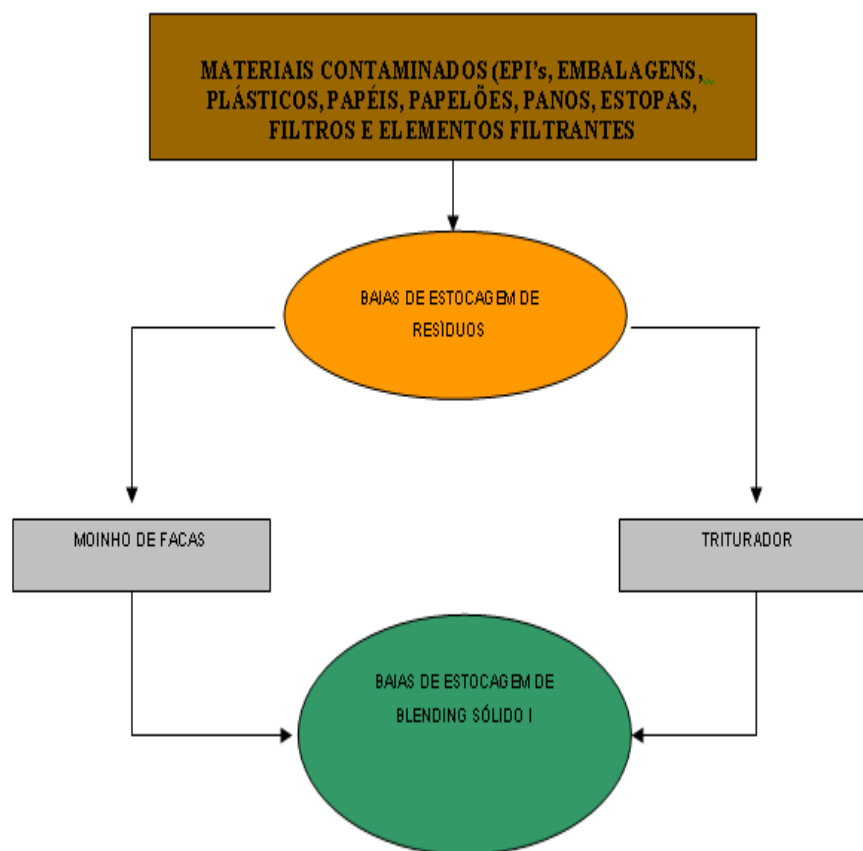 MATERIAIS CONTAMINADOS (EPI’s, EMBALAGENS,
PLÁSTICOS, PAPÉIS, PAPELÕES, PANOS, ESTOPAS,
FILTROS E ELEMENTOS FILTRANTES
BAIAS DE ESTOCAGEM DE
RESÌDUOS
MOINHO DE FACAS
TRITURADOR
BAIAS DE ESTOCAGEM DE
BLENDING SÓLIDO I